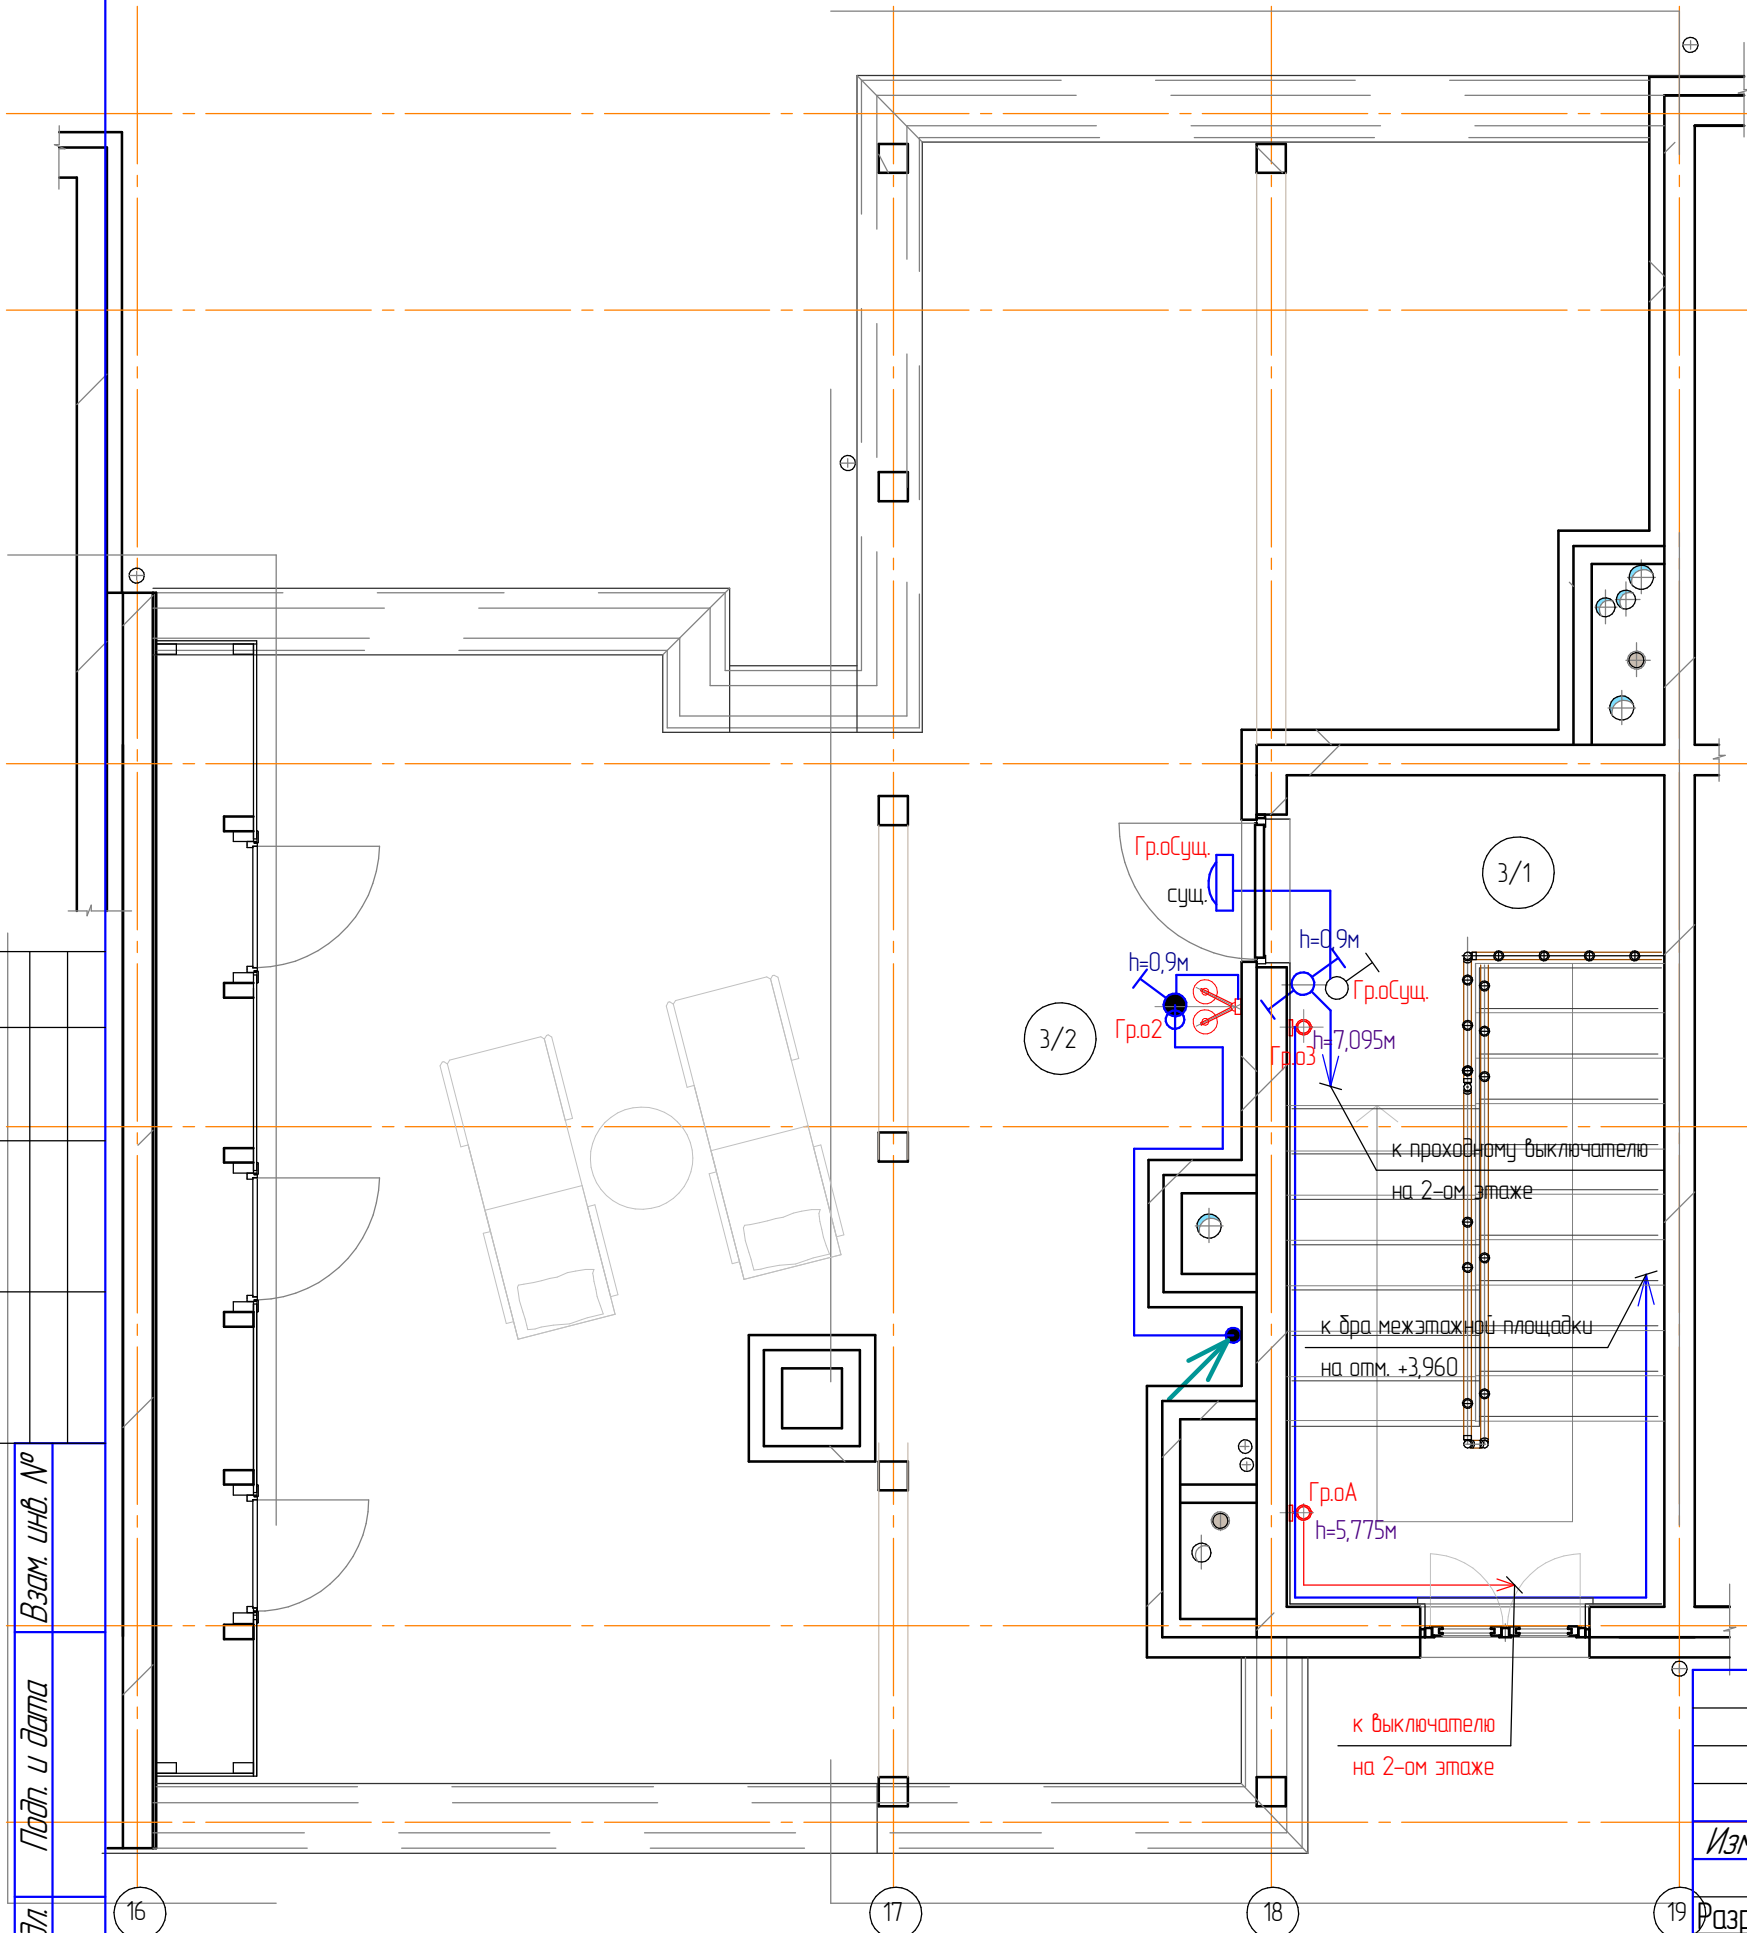 Гр.оСущ.
сущ.
3/1
h=0,9м
h=0,9м
Гр.оСущ.
Гр.о2
3/2
h=7,095м
Гр.о3
к проходному выключателю
на 2-ом этаже
к бра межэтажной площадки
на отм. +3,960
Гр.оА
h=5,775м
к выключателю
на 2-ом этаже
Взам. инв. №
Подп. и дата
16
17
18
19